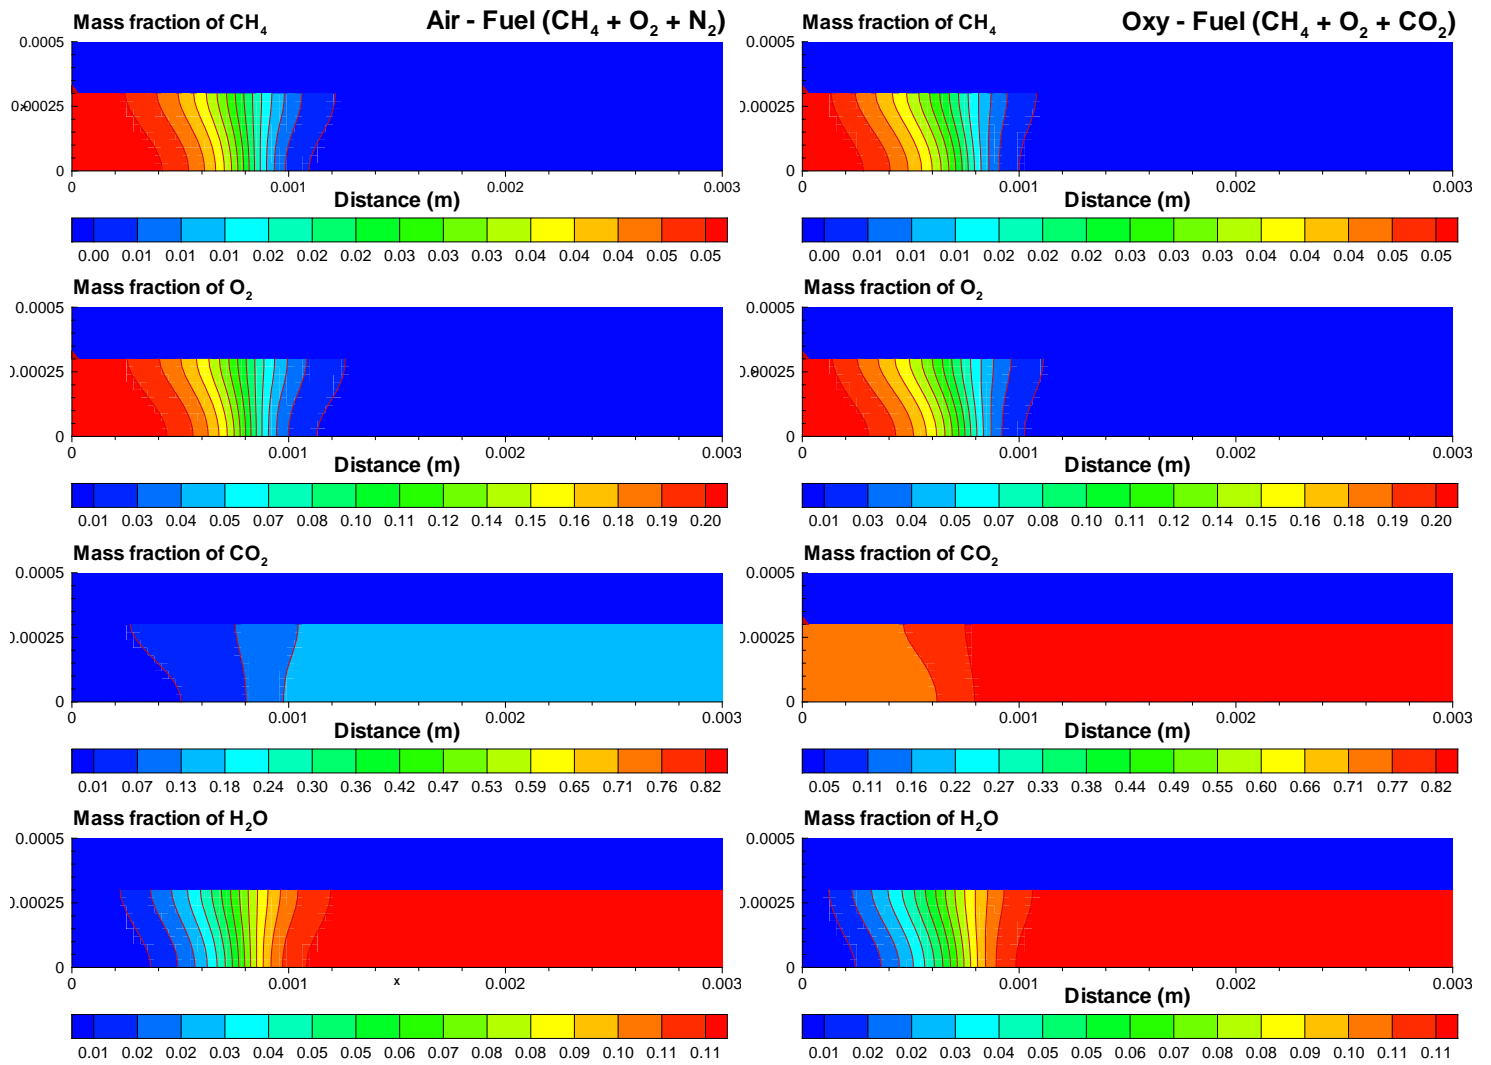 Mass fraction of CH₄ Air - Fuel (CH₄ + O₂ + N₂)
0.0005
0.00025
0
0 0.001 0.002 0.003
Distance (m)
0.00 0.01 0.01 0.01 0.02 0.02 0.02 0.03 0.03 0.03 0.04 0.04 0.04 0.05 0.05
Mass fraction of CH₄ Oxy - Fuel (CH₄ + O₂ + CO₂)
0.0005
0.00025
0
0 0.001 0.002 0.003
Distance (m)
0.00 0.01 0.01 0.01 0.02 0.02 0.02 0.03 0.03 0.03 0.04 0.04 0.04 0.05 0.05
Mass fraction of O₂
0.0005
0.00025
0
0 0.001 0.002 0.003
Distance (m)
0.01 0.03 0.04 0.05 0.07 0.08 0.10 0.11 0.12 0.14 0.15 0.16 0.18 0.19 0.20
Mass fraction of O₂
0.0005
0.00025
0
0 0.001 0.002 0.003
Distance (m)
0.01 0.03 0.04 0.05 0.07 0.08 0.10 0.11 0.12 0.14 0.15 0.16 0.18 0.19 0.20
Mass fraction of CO₂
0.0005
0.00025
0
0 0.001 0.002 0.003
Distance (m)
0.01 0.07 0.13 0.18 0.24 0.30 0.36 0.42 0.47 0.53 0.59 0.65 0.71 0.76 0.82
Mass fraction of CO₂
0.0005
0.00025
0
0 0.001 0.002 0.003
Distance (m)
0.05 0.11 0.16 0.22 0.27 0.33 0.38 0.44 0.49 0.55 0.60 0.66 0.71 0.77 0.82
Mass fraction of H₂O
0.0005
0.00025
0
0 0.001 x 0.002 0.003
0.01 0.02 0.02 0.03 0.04 0.05 0.05 0.06 0.07 0.08 0.08 0.09 0.10 0.11 0.11
Mass fraction of H₂O
0.0005
0.00025
0
0 0.001 0.002 0.003
Distance (m)
0.01 0.02 0.02 0.03 0.04 0.05 0.05 0.06 0.07 0.08 0.08 0.09 0.10 0.11 0.11